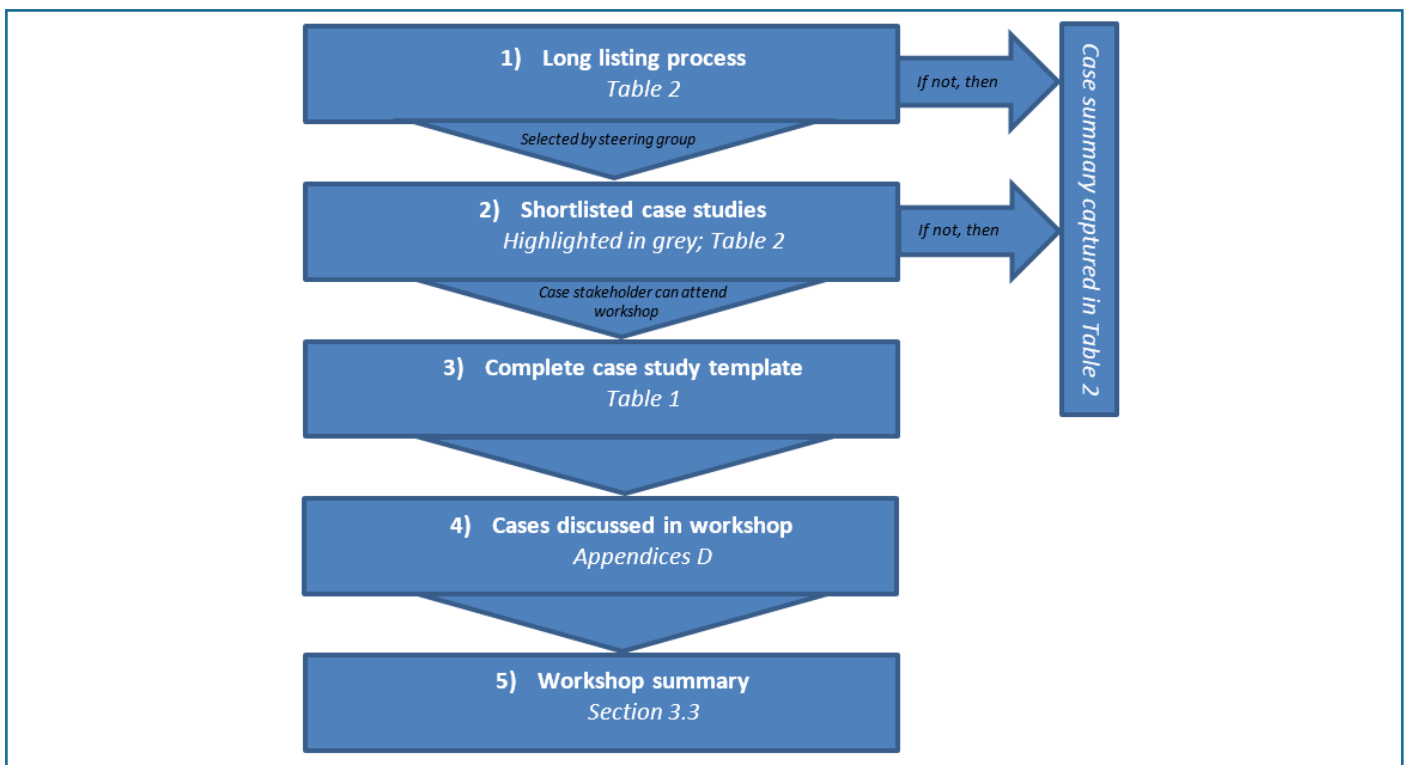 1) Long listing process
Table 2
If not, then
Selected by steering group
2) Shortlisted case studies
Highlighted in grey; Table 2
If not, then
Case stakeholder can attend
workshop
3) Complete case study template
Table 1
4) Cases discussed in workshop
Appendices D
5) Workshop summary
Section 3.3
Case summary captured in Table 2